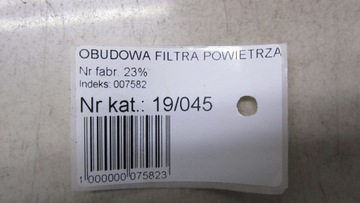 OBUDOWA FILTRA POWIETRZA
Nr fabr. 23%
Indeks: 007582
Nr kat.: 19/045
1 000000 075823